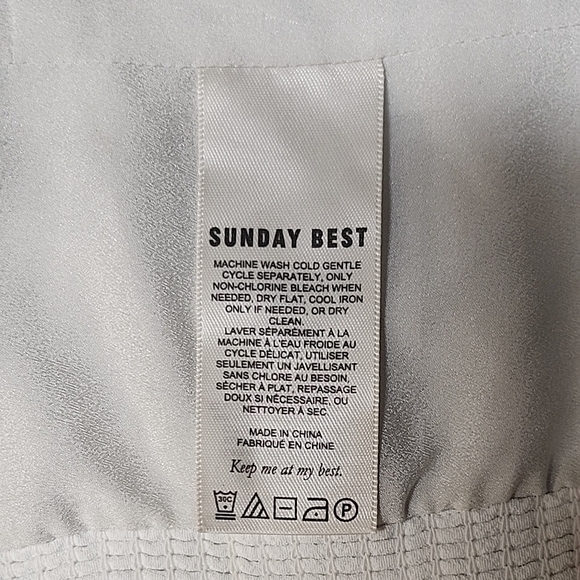 SUNDAY BEST
MACHINE WASH COLD GENTLE
CYCLE SEPARATELY, ONLY
NON-CHLORINE BLEACH WHEN
NEEDED, DRY FLAT, COOL IRON
ONLY IF NEEDED, OR DRY
CLEAN.
LAVER SÉPARÉMENT À LA
MACHINE À L'EAU FROIDE AU
CYCLE DÉLICAT, UTILISER
SEULEMENT UN JAVELLISANT
SANS CHLORE AU BESOIN,
SÉCHER À PLAT, REPASSAGE
DOUX SI NÉCESSAIRE, OU
NETTOYER À SEC.
MADE IN CHINA
FABRIQUÉ EN CHINE
Keep me at my best.
30C P